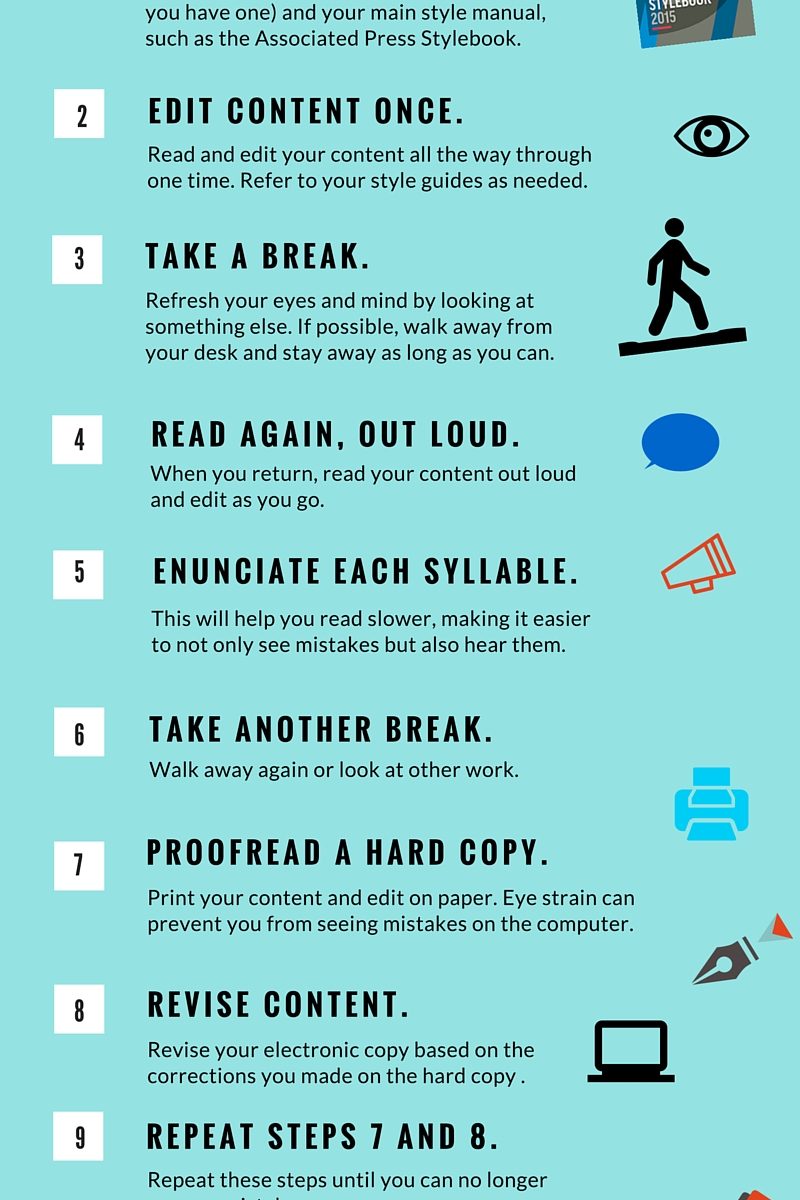 you have one) and your main style manual,
such as the Associated Press Stylebook.
STYLEBOOK
2015
2
EDIT CONTENT ONCE.
Read and edit your content all the way through
one time. Refer to your style guides as needed.
3
TAKE A BREAK.
Refresh your eyes and mind by looking at
something else. If possible, walk away from
your desk and stay away as long as you can.
4
READ AGAIN, OUT LOUD.
When you return, read your content out loud
and edit as you go.
5
ENUNCIATE EACH SYLLABLE.
This will help you read slower, making it easier
to not only see mistakes but also hear them.
6
TAKE ANOTHER BREAK.
Walk away again or look at other work.
7
PROOFREAD A HARD COPY.
Print your content and edit on paper. Eye strain can
prevent you from seeing mistakes on the computer.
8
REVISE CONTENT.
Revise your electronic copy based on the
corrections you made on the hard copy .
9
REPEAT STEPS 7 AND 8.
Repeat these steps until you can no longer